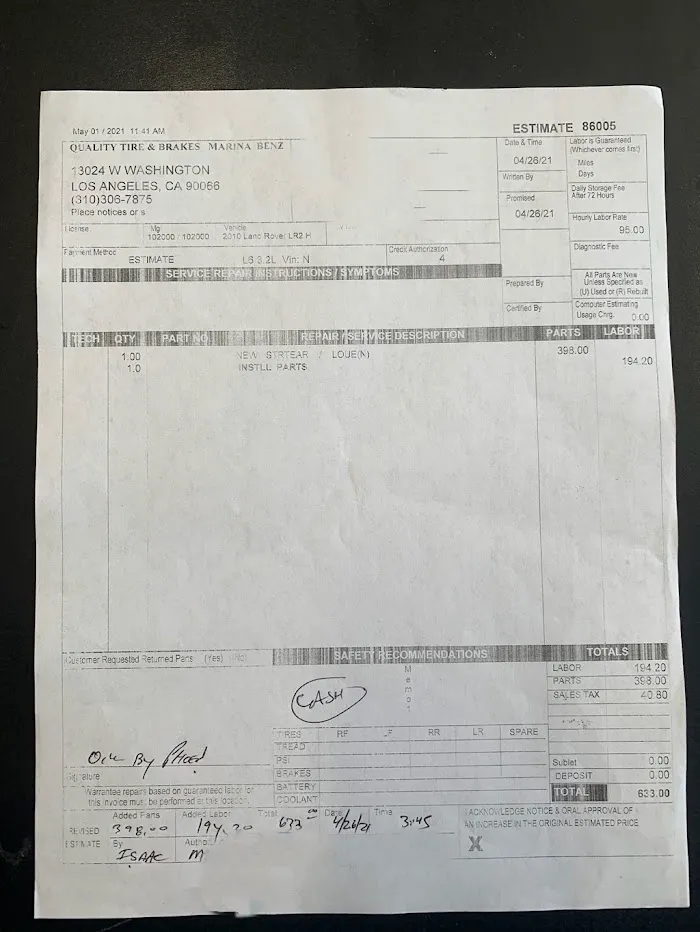 May 01 / 2021 11:41 AM
ESTIMATE 86005
QUALITY TIRE & BRAKES MARINA BENZ
13024 W WASHINGTON
LOS ANGELES, CA 90066
(310)306-7875
Place notices or s
Date & Time
04/26/21
Written By
Promised
04/26/21
Labor is Guaranteed
(Whichever comes first)
Miles
Days
Daily Storage Fee
After 72 Hours
Hourly Labor Rate
95.00
Diagnostic Fee
License
102000 / 102000
Vehicle
2010 Land Rover LR2 H
Payment Method
ESTIMATE
L6 3.2L Vin: N
Credit Authorization
4
SERVICE REPAIR INSTRUCTIONS / SYMPTOMS
Prepared By
Certified By
All Parts Are New
Unless Specified as
(U) Used or (R) Rebuilt
Computer Estimating
Usage Chrg. 0.00
TECH QTY PART NO. REPAIR / SERVICE DESCRIPTION PARTS LABOR
1.00 NEW STRTEAR / LOUE(N) 398.00
1.0 INSTLL PARTS 194.20
Customer Requested Returned Parts (Yes) (No)
SAFETY RECOMMENDATIONS
TOTALS
LABOR 194.20
PARTS 398.00
SALES TAX 40.80
CASH
TIRES RF LF RR LR SPARE
TREAD
PSI
BRAKES
BATTERY
COOLANT
Sublet 0.00
DEPOSIT 0.00
TOTAL 633.00
By
Signature
Warrantee repairs based on guaranteed labor for
this invoice must be performed at this location.
REVISED
ESTIMATE
Added Parts
398.00
Added Labor
194.20
Total
633 00
Date
4/26/21
Time
3:45
By
ISAAC
M
I ACKNOWLEDGE NOTICE & ORAL APPROVAL OF
AN INCREASE IN THE ORIGINAL ESTIMATED PRICE
X